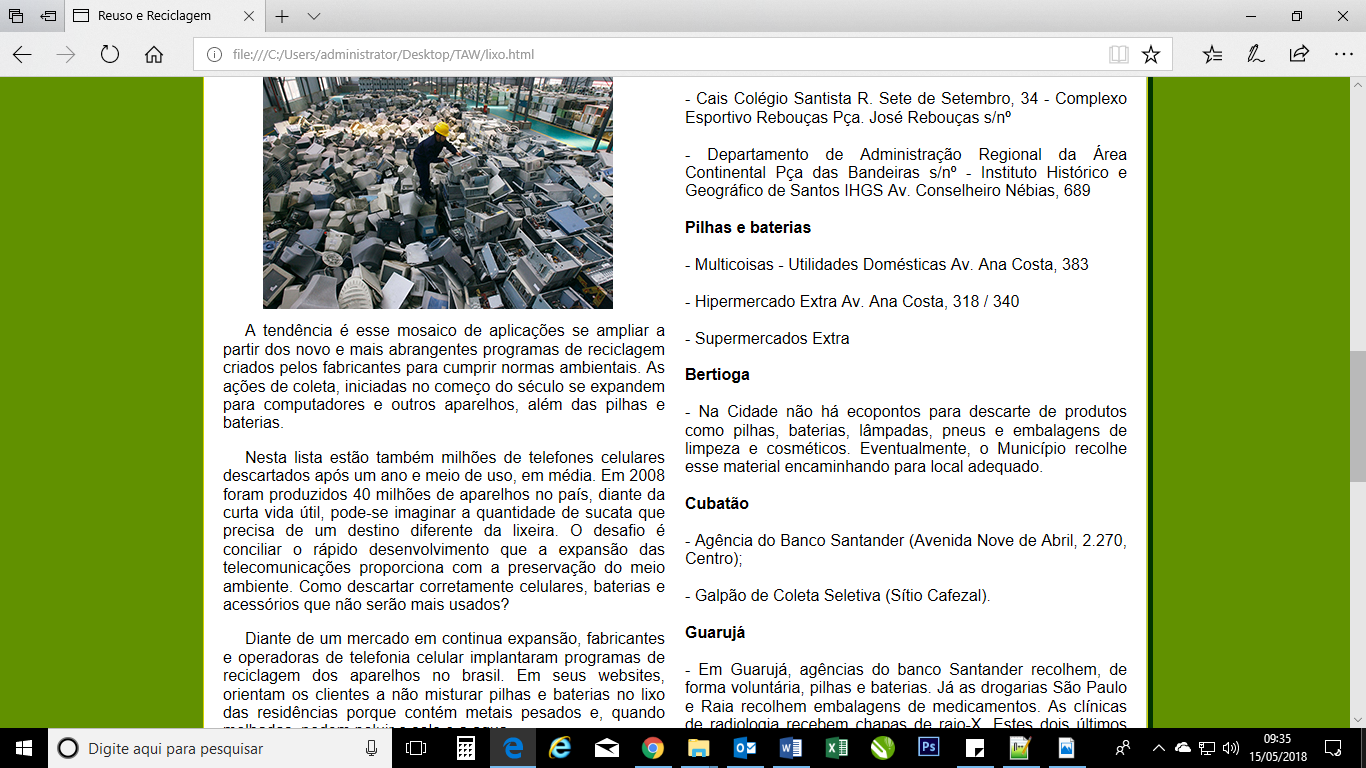 Reuso e Reciclagem
file:///C:/Users/administrator/Desktop/TAW/lixo.html
A tendência é esse mosaico de aplicações se ampliar a
partir dos novo e mais abrangentes programas de reciclagem
criados pelos fabricantes para cumprir normas ambientais. As
ações de coleta, iniciadas no começo do século se expandem
para computadores e outros aparelhos, além das pilhas e
baterias.
Nesta lista estão também milhões de telefones celulares
descartados após um ano e meio de uso, em média. Em 2008
foram produzidos 40 milhões de aparelhos no país, diante da
curta vida útil, pode-se imaginar a quantidade de sucata que
precisa de um destino diferente da lixeira. O desafio é
conciliar o rápido desenvolvimento que a expansão das
telecomunicações proporciona com a preservação do meio
ambiente. Como descartar corretamente celulares, baterias e
acessórios que não serão mais usados?
Diante de um mercado em continua expansão, fabricantes
e operadoras de telefonia celular implantaram programas de
reciclagem dos aparelhos no brasil. Em seus websites,
orientam os clientes a não misturar pilhas e baterias no lixo
das residências porque contém metais pesados e, quando
- Cais Colégio Santista R. Sete de Setembro, 34 - Complexo
Esportivo Rebouças Pça. José Rebouças s/nº
- Departamento de Administração Regional da Área
Continental Pça das Bandeiras s/nº - Instituto Histórico e
Geográfico de Santos IHGS Av. Conselheiro Nébias, 689
Pilhas e baterias
- Multicoisas - Utilidades Domésticas Av. Ana Costa, 383
- Hipermercado Extra Av. Ana Costa, 318 / 340
- Supermercados Extra
Bertioga
- Na Cidade não há ecopontos para descarte de produtos
como pilhas, baterias, lâmpadas, pneus e embalagens de
limpeza e cosméticos. Eventualmente, o Município recolhe
esse material encaminhando para local adequado.
Cubatão
- Agência do Banco Santander (Avenida Nove de Abril, 2.270,
Centro);
- Galpão de Coleta Seletiva (Sítio Cafezal).
Guarujá
- Em Guarujá, agências do banco Santander recolhem, de
forma voluntária, pilhas e baterias. Já as drogarias São Paulo
e Raia recolhem embalagens de medicamentos. As clínicas
de radiologia recebem chapas de raio-X. Estes dois últimos
Digite aqui para pesquisar
09:35
15/05/2018